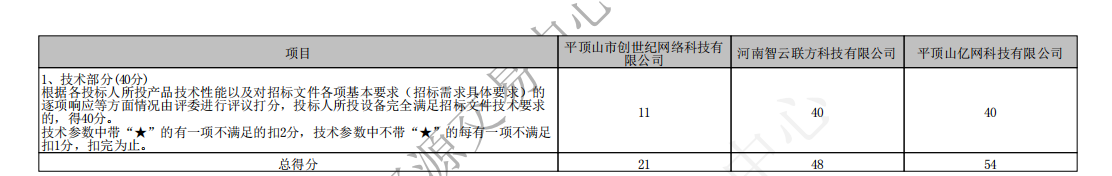 项目
平顶山市创世纪网络科技有
限公司
河南智云联方科技有限公司
平顶山亿网科技有限公司
1、技术部分(40分)
根据各投标人所投产品技术性能以及对招标文件各项基本要求（招标需求具体要求）的
逐项响应等方面情况由评委进行评议打分，投标人所投设备完全满足招标文件技术要求
的，得40分。
技术参数中带“★”的有一项不满足的扣2分，技术参数中不带“★”的每有一项不满足
扣1分，扣完为止。
11
40
40
总得分
21
48
54
源交易中心
中心